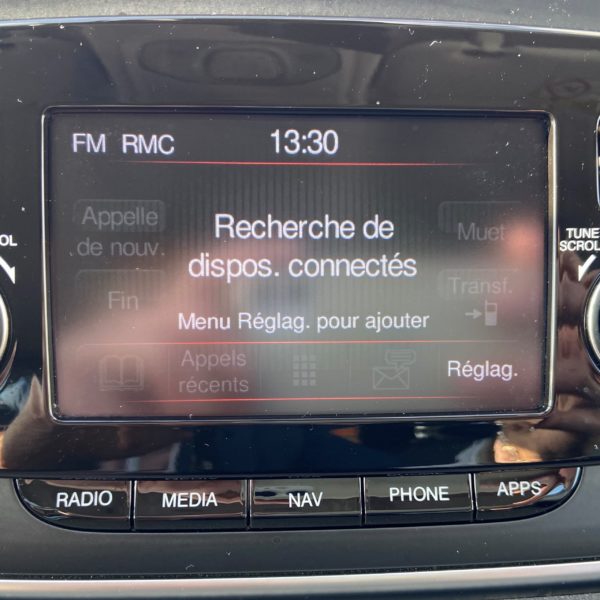 FM RMC 13:30
Appelle
de nouv.
Recherche de
dispos. connectés
Muet
Fin
Transf.
Menu Réglag. pour ajouter
Appels
récents
Réglag.
OL
TUNE
SCROLL
RADIO MEDIA NAV PHONE APPS